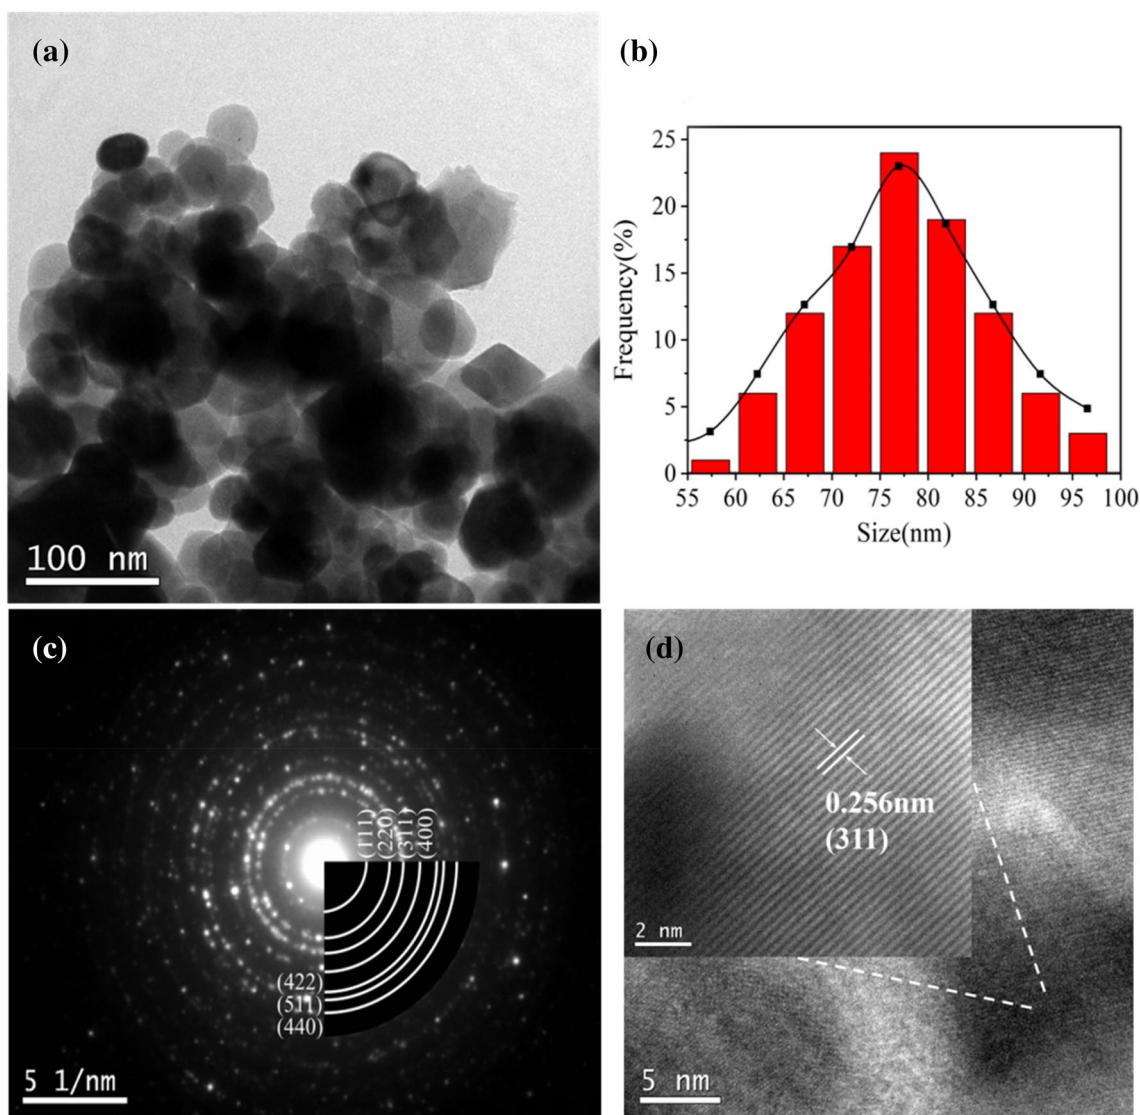 (a)
100 nm
(b)
Frequency(%)
25
20
15
10
5
0
55 60 65 70 75 80 85 90 95 100
Size(nm)
(c)
(111)
(220)
(311)
(400)
(422)
(511)
(440)
5 1/nm
(d)
0.256nm
(311)
2 nm
5 nm